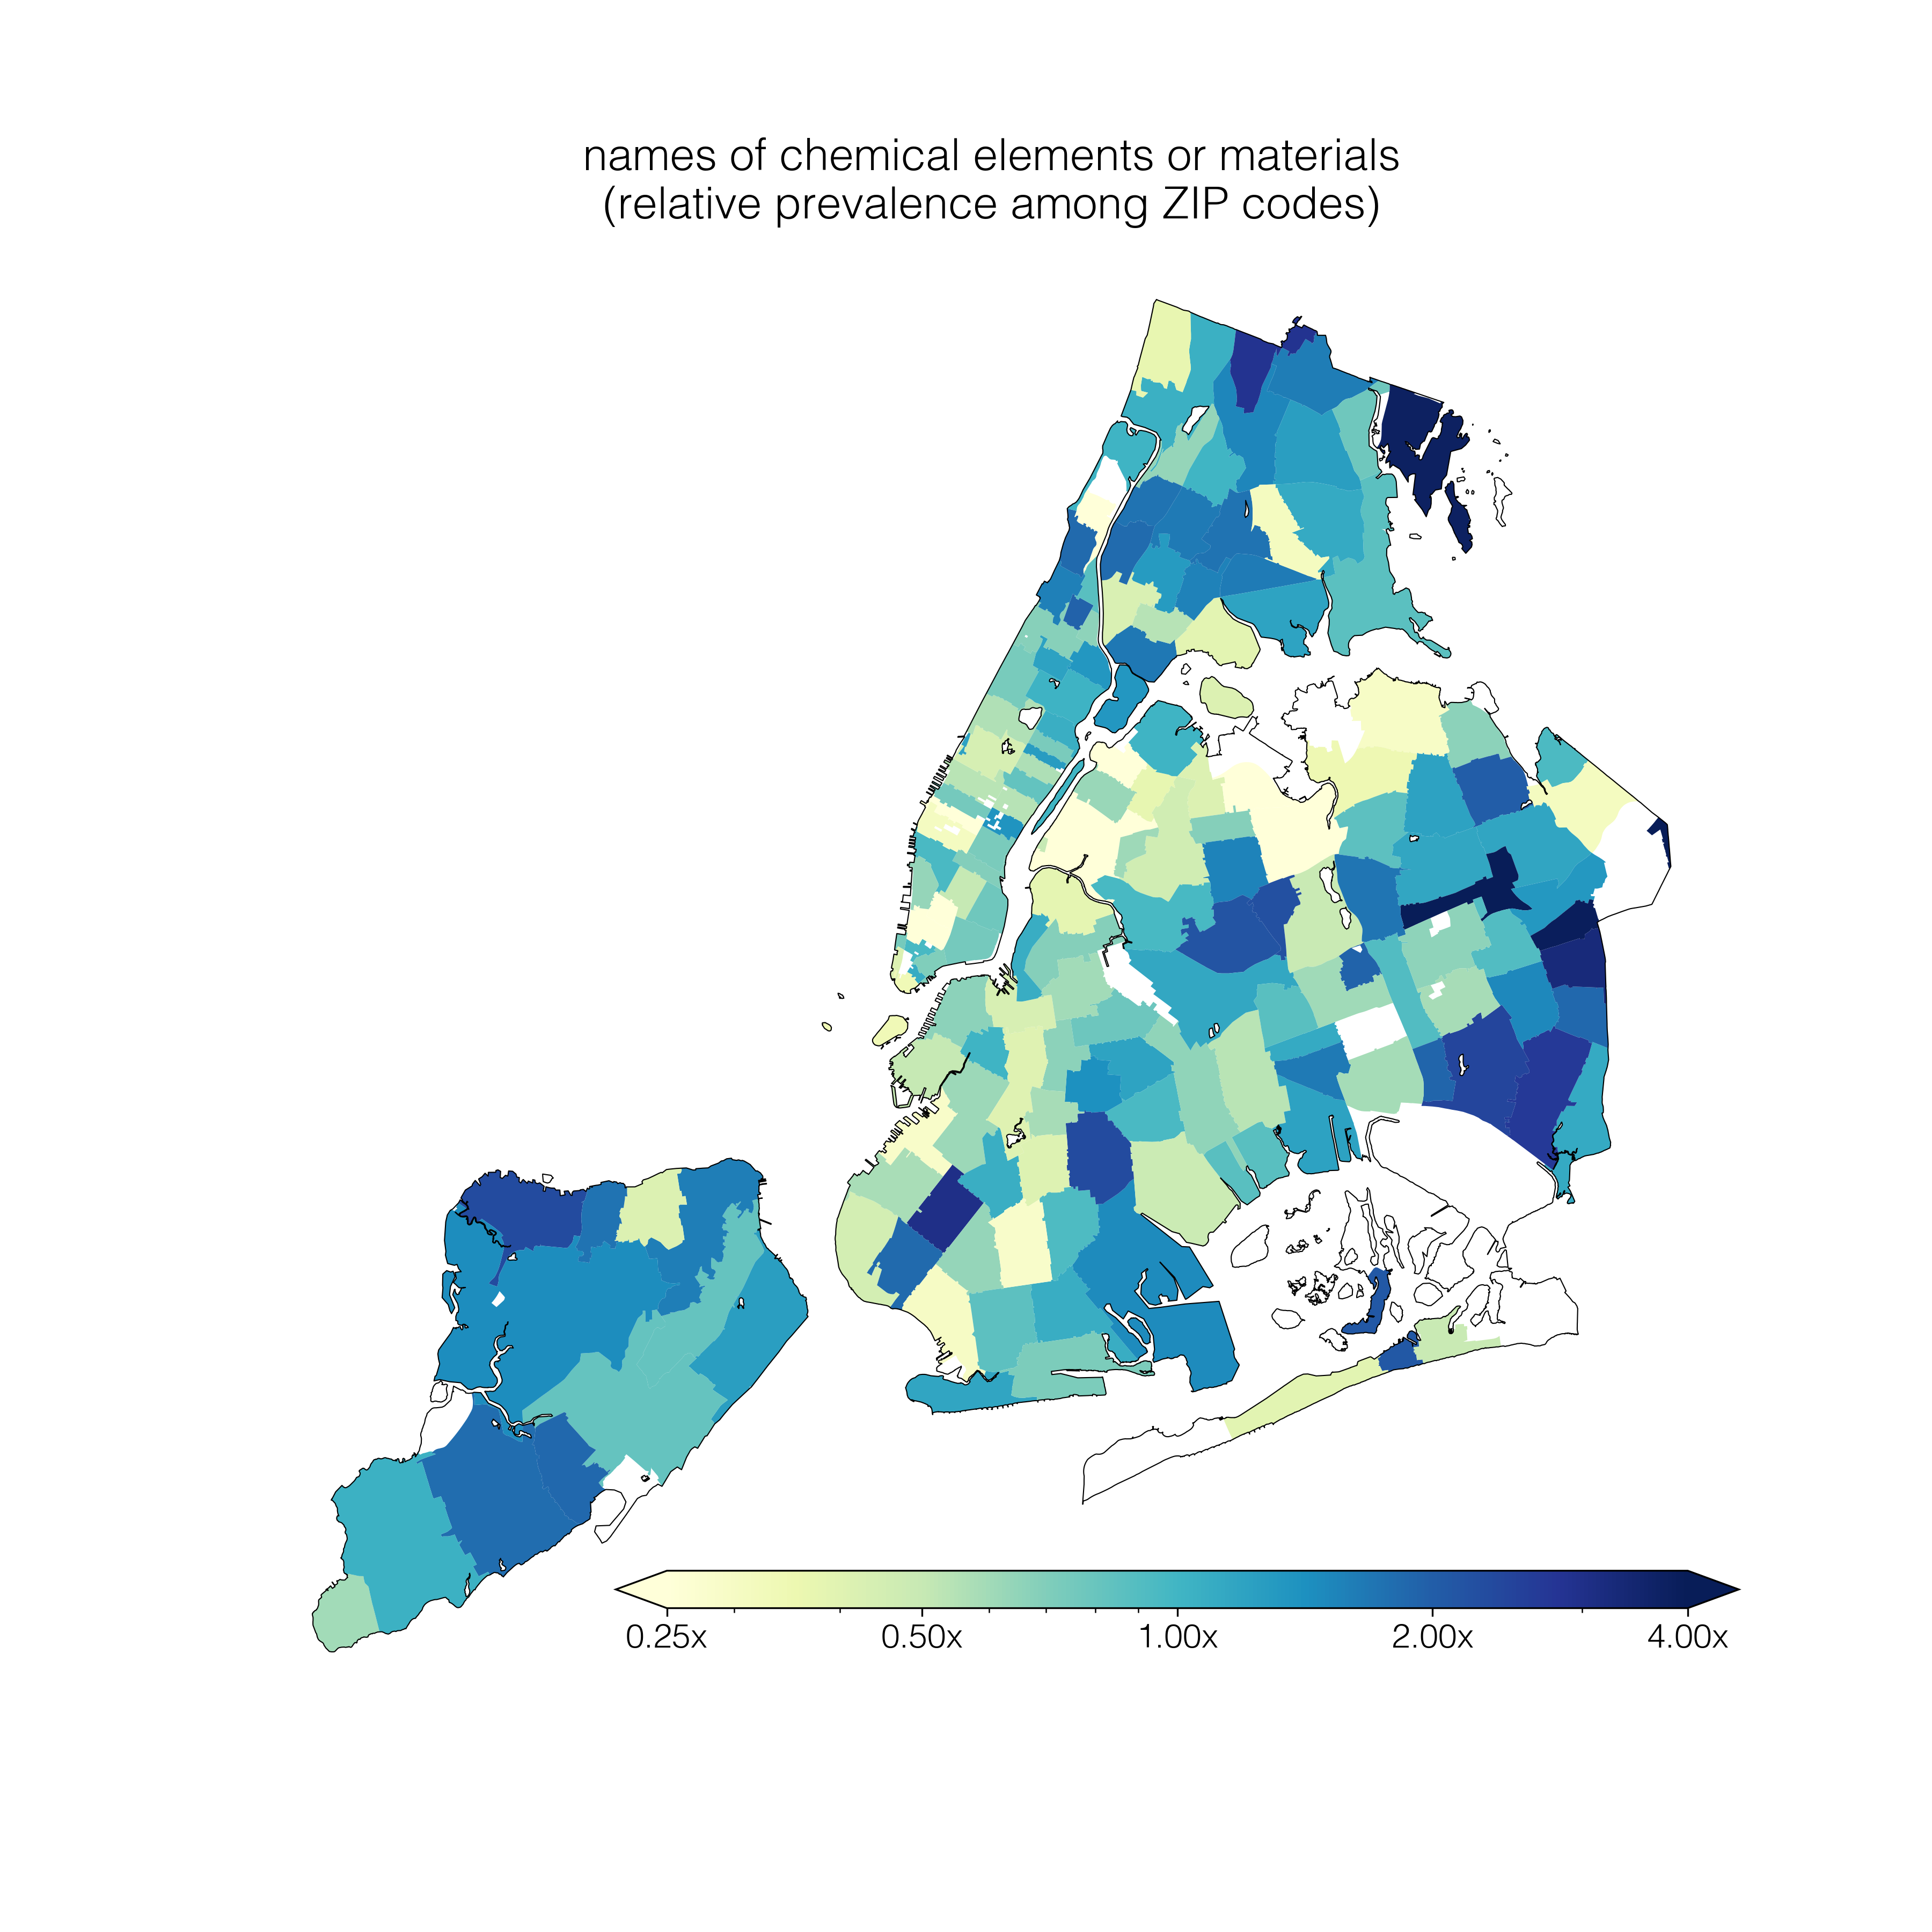 names of chemical elements or materials
(relative prevalence among ZIP codes)
0.25x 0.50x 1.00x 2.00x 4.00x